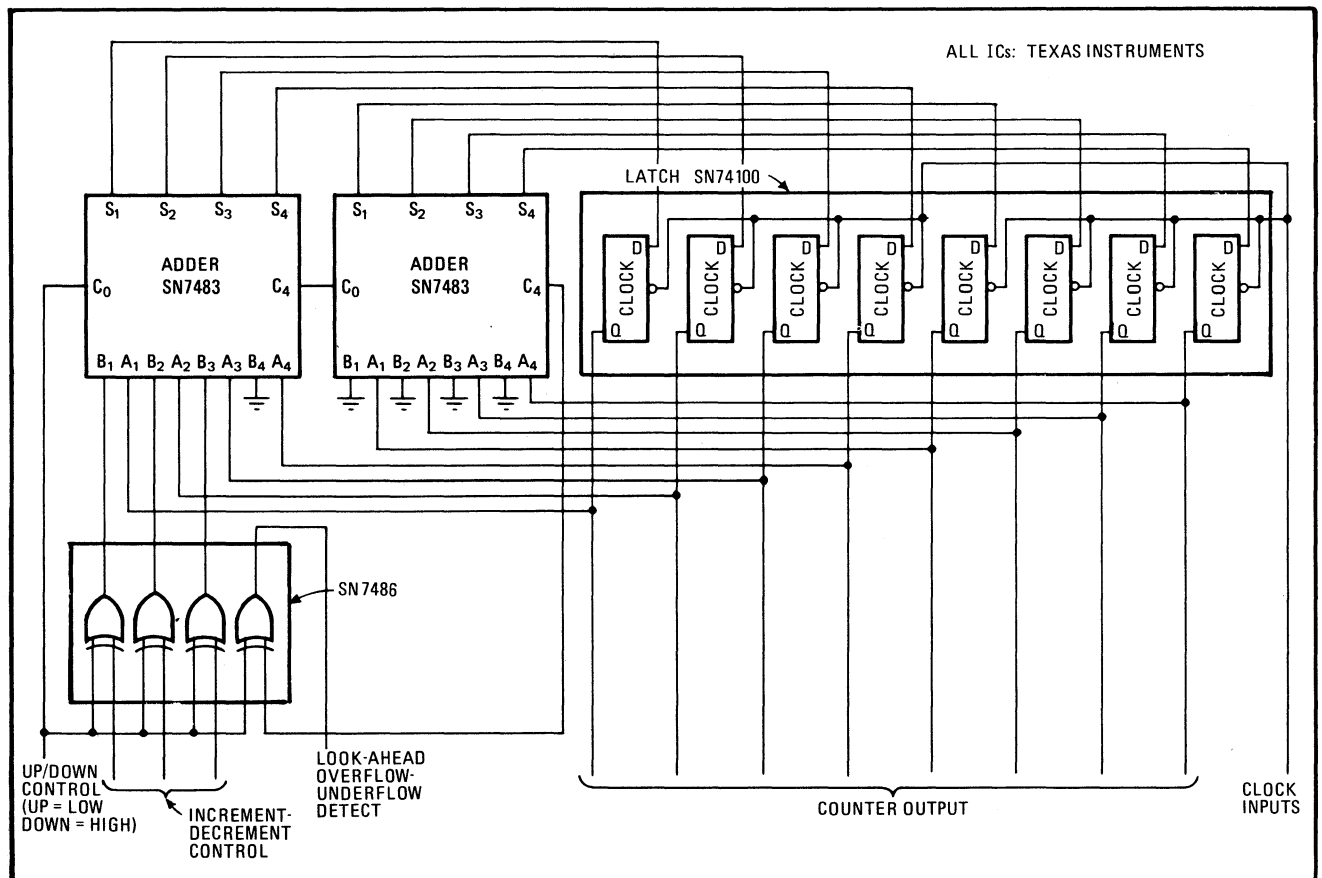 ALL ICs: TEXAS INSTRUMENTS
LATCH SN74100
S₁ S₂ S₃ S₄
S₁ S₂ S₃ S₄
ADDER
SN7483
C₀ C₄
ADDER
SN7483
C₀ C₄
B₁ A₁ B₂ A₂ B₃ A₃ B₄ A₄
B₁ A₁ B₂ A₂ B₃ A₃ B₄ A₄
D D D D D D D D
CLOCK CLOCK CLOCK CLOCK CLOCK CLOCK CLOCK CLOCK
Q Q Q Q Q Q Q Q
SN7486
UP/DOWN
CONTROL
(UP = LOW
DOWN = HIGH)
INCREMENT-
DECREMENT
CONTROL
LOOK-AHEAD
OVERFLOW-
UNDERFLOW
DETECT
COUNTER OUTPUT
CLOCK
INPUTS